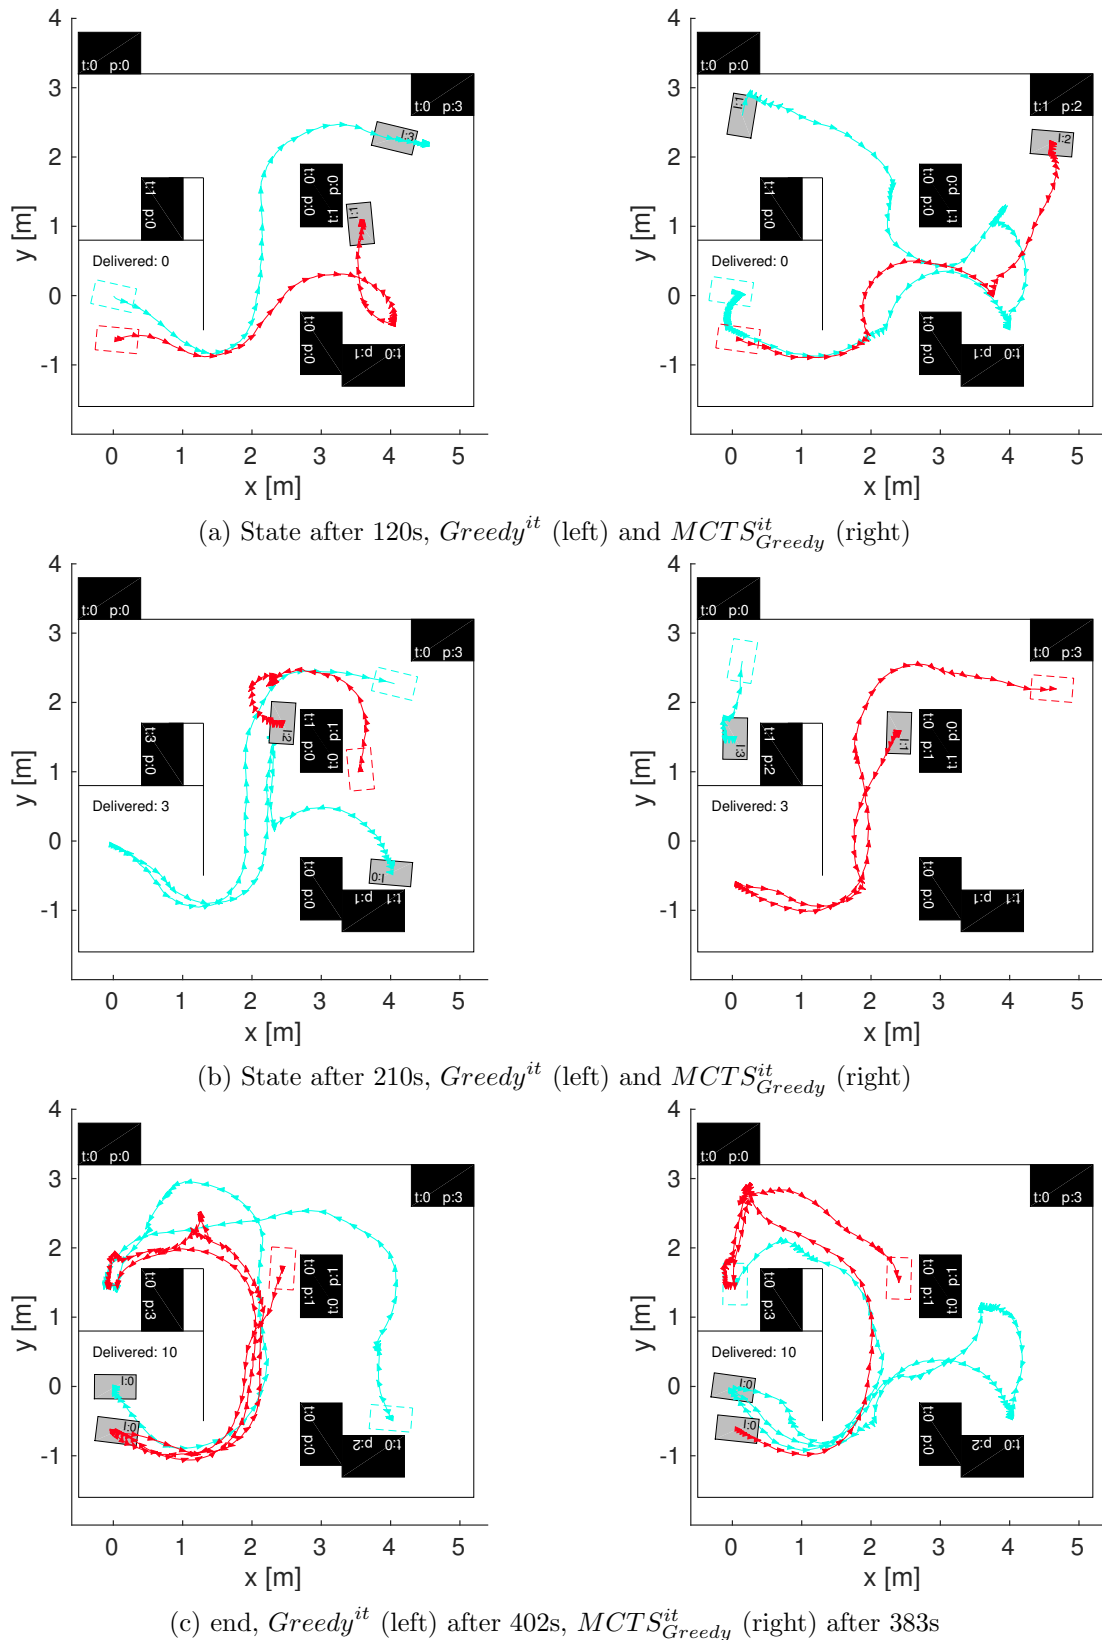 4
3
2
1
0
-1
y [m]
0 1 2 3 4 5
x [m]
t:0 p:0
t:0 p:3
l:3
t:1 p:0
t:0 p:0
t:1 p:0
l:1
Delivered: 0
t:0 p:0
t:0 p:1
4
3
2
1
0
-1
y [m]
0 1 2 3 4 5
x [m]
t:0 p:0
t:1 p:2
l:1
l:2
t:1 p:0
t:0 p:0
t:1 p:0
Delivered: 0
t:0 p:0
t:0 p:1
(a) State after 120s, Greedy^it (left) and MCTS^it_Greedy (right)
4
3
2
1
0
-1
y [m]
0 1 2 3 4 5
x [m]
t:0 p:0
t:0 p:3
t:3 p:0
l:2
t:1 p:0
t:0 p:1
Delivered: 3
t:0 p:0
l:0
t:1 p:1
4
3
2
1
0
-1
y [m]
0 1 2 3 4 5
x [m]
t:0 p:0
t:0 p:3
l:3
t:1 p:2
l:1
t:0 p:1
t:1 p:0
Delivered: 3
t:0 p:0
t:1 p:1
(b) State after 210s, Greedy^it (left) and MCTS^it_Greedy (right)
4
3
2
1
0
-1
y [m]
0 1 2 3 4 5
x [m]
t:0 p:0
t:0 p:3
t:0 p:3
t:0 p:1
t:0 p:1
Delivered: 10
l:0
l:0
t:0 p:0
t:0 p:2
4
3
2
1
0
-1
y [m]
0 1 2 3 4 5
x [m]
t:0 p:0
t:0 p:3
t:0 p:3
t:0 p:1
t:0 p:1
Delivered: 10
l:0
l:0
t:0 p:0
t:0 p:2
(c) end, Greedy^it (left) after 402s, MCTS^it_Greedy (right) after 383s